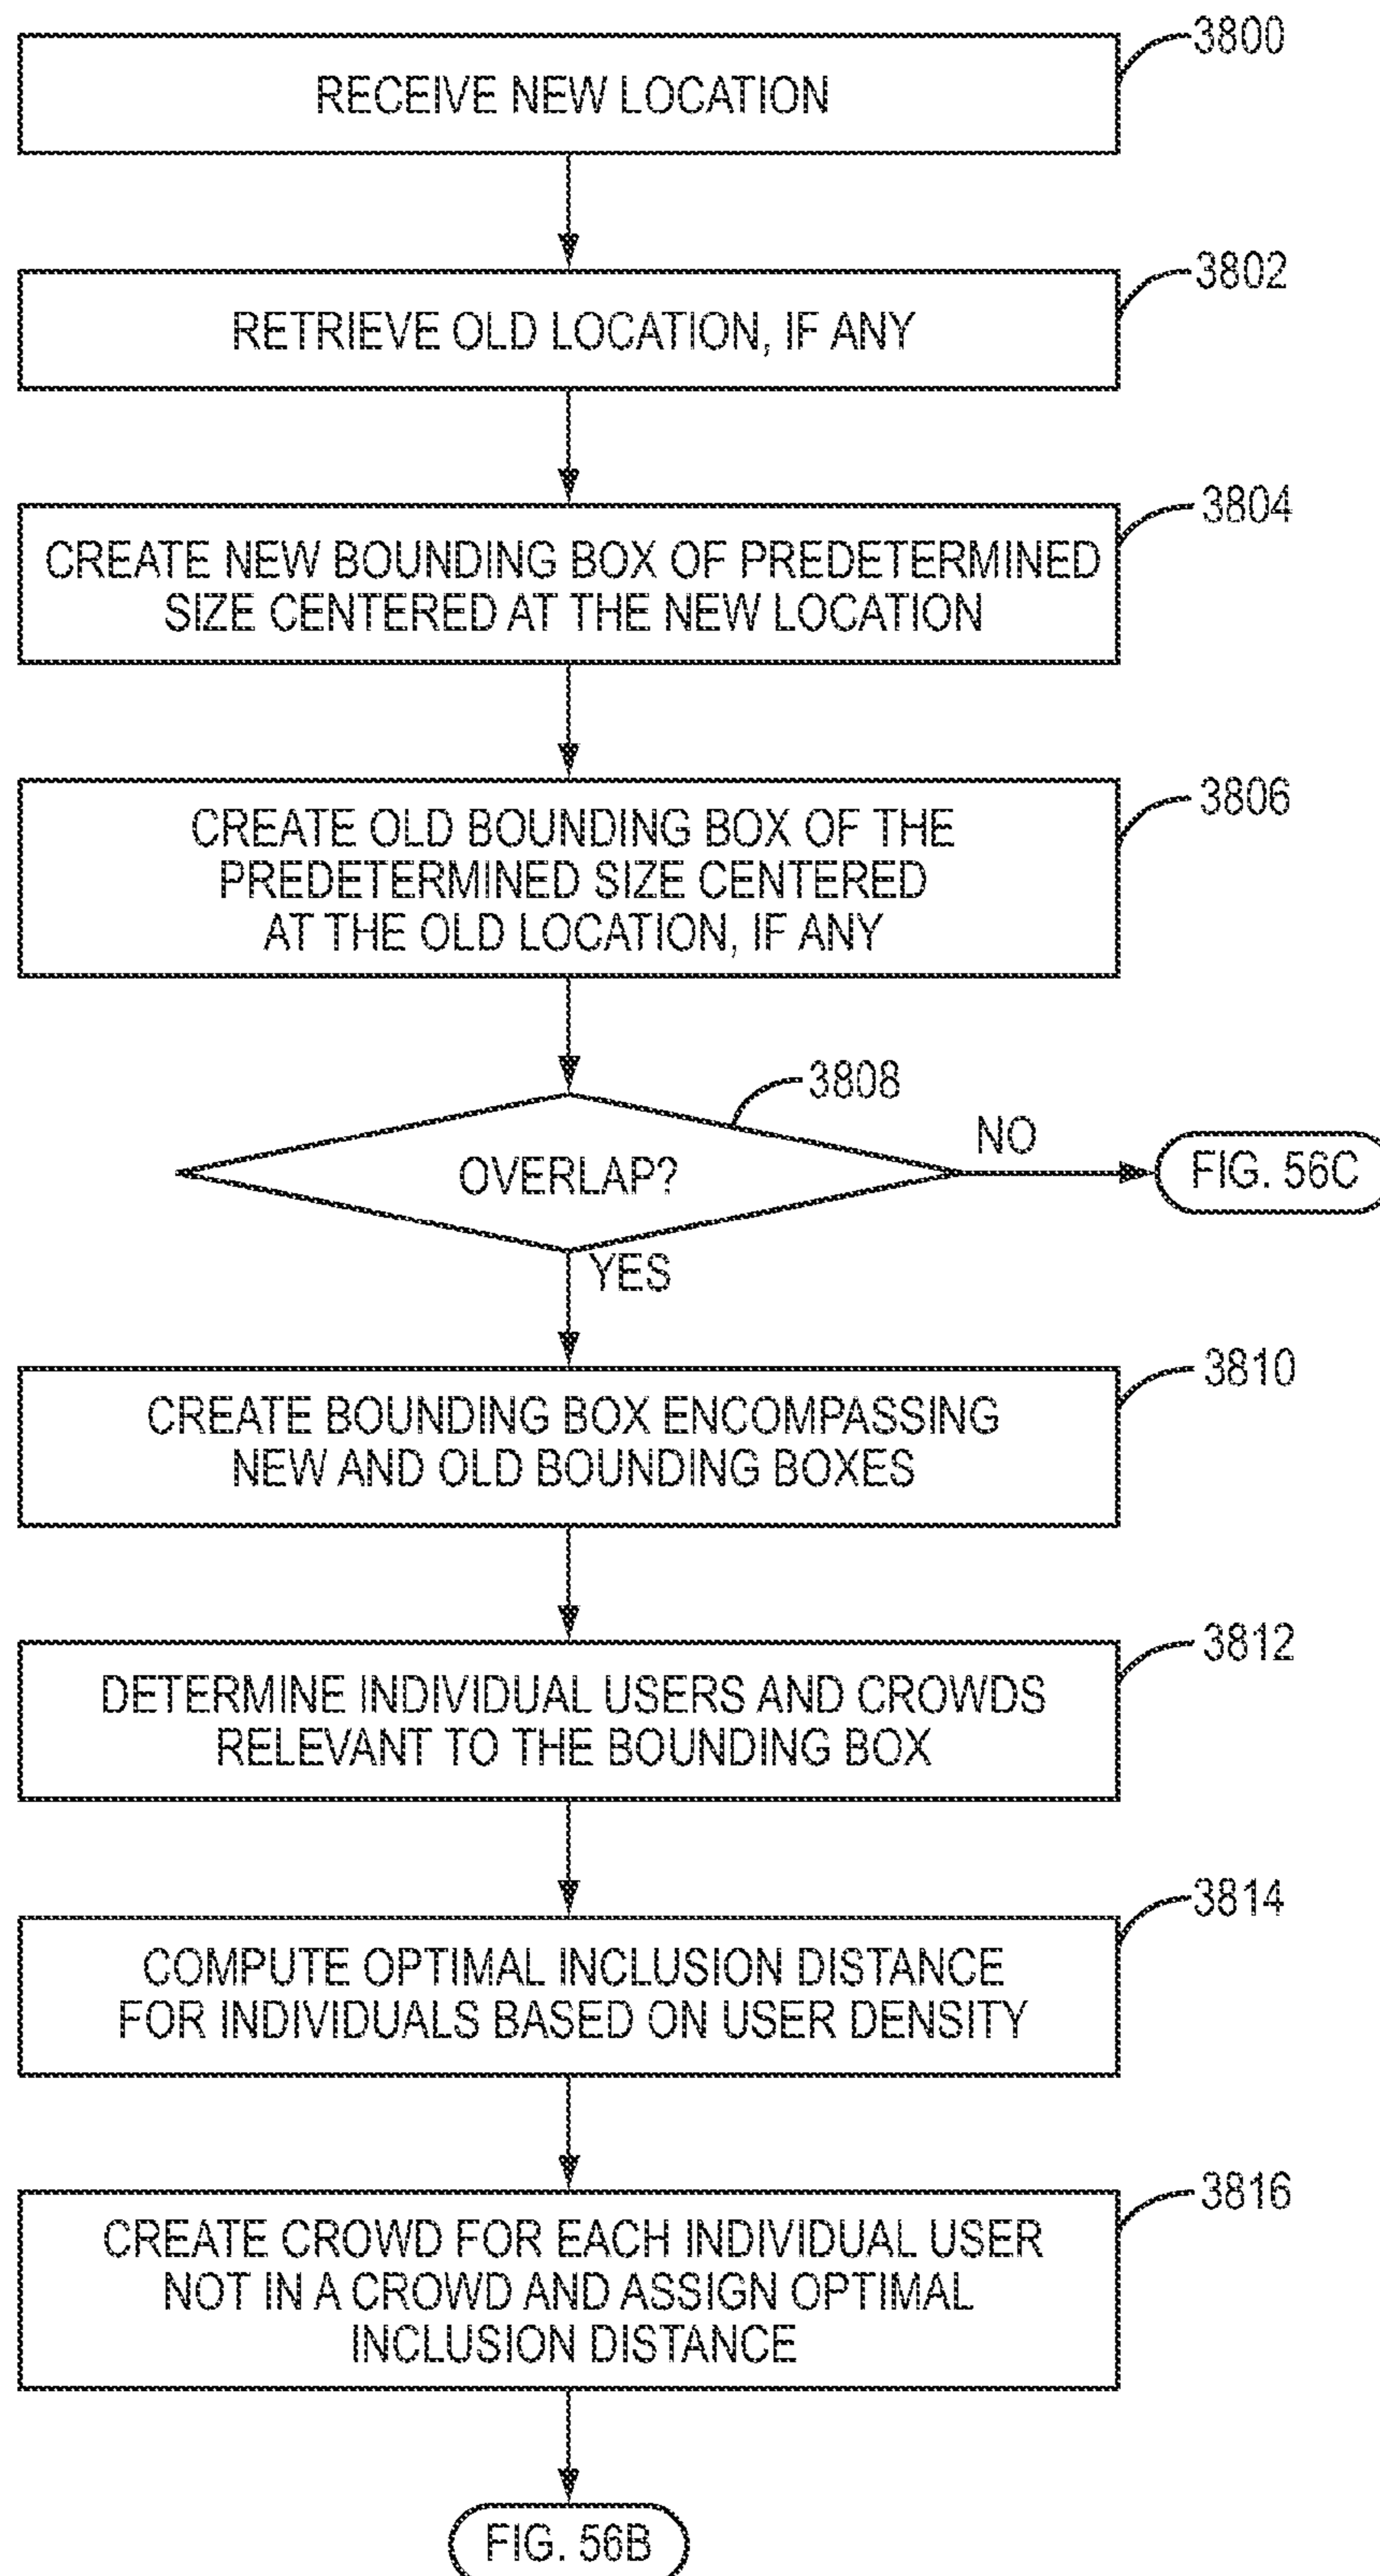 3800
RECEIVE NEW LOCATION
3802
RETRIEVE OLD LOCATION, IF ANY
3804
CREATE NEW BOUNDING BOX OF PREDETERMINED
SIZE CENTERED AT THE NEW LOCATION
3806
CREATE OLD BOUNDING BOX OF THE
PREDETERMINED SIZE CENTERED
AT THE OLD LOCATION, IF ANY
3808
OVERLAP?
NO
FIG. 56C
YES
3810
CREATE BOUNDING BOX ENCOMPASSING
NEW AND OLD BOUNDING BOXES
3812
DETERMINE INDIVIDUAL USERS AND CROWDS
RELEVANT TO THE BOUNDING BOX
3814
COMPUTE OPTIMAL INCLUSION DISTANCE
FOR INDIVIDUALS BASED ON USER DENSITY
3816
CREATE CROWD FOR EACH INDIVIDUAL USER
NOT IN A CROWD AND ASSIGN OPTIMAL
INCLUSION DISTANCE
FIG. 56B